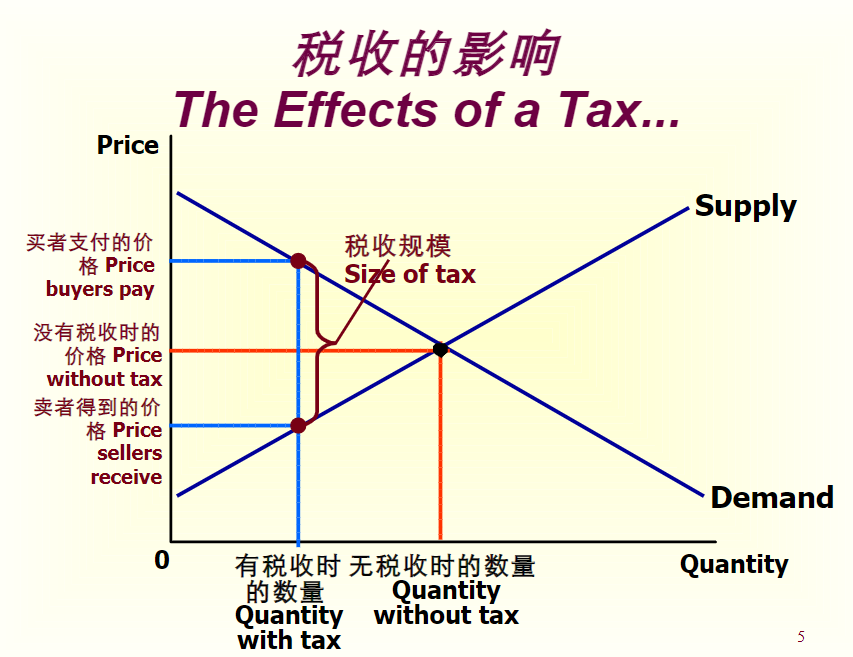 税收的影响
The Effects of a Tax...
Price
Supply
买者支付的价
格 Price
buyers pay
税收规模
Size of tax
没有税收时的
价格 Price
without tax
卖者得到的价
格 Price
sellers
receive
Demand
0
有税收时
的数量
Quantity
with tax
无税收时的数量
Quantity
without tax
Quantity
5